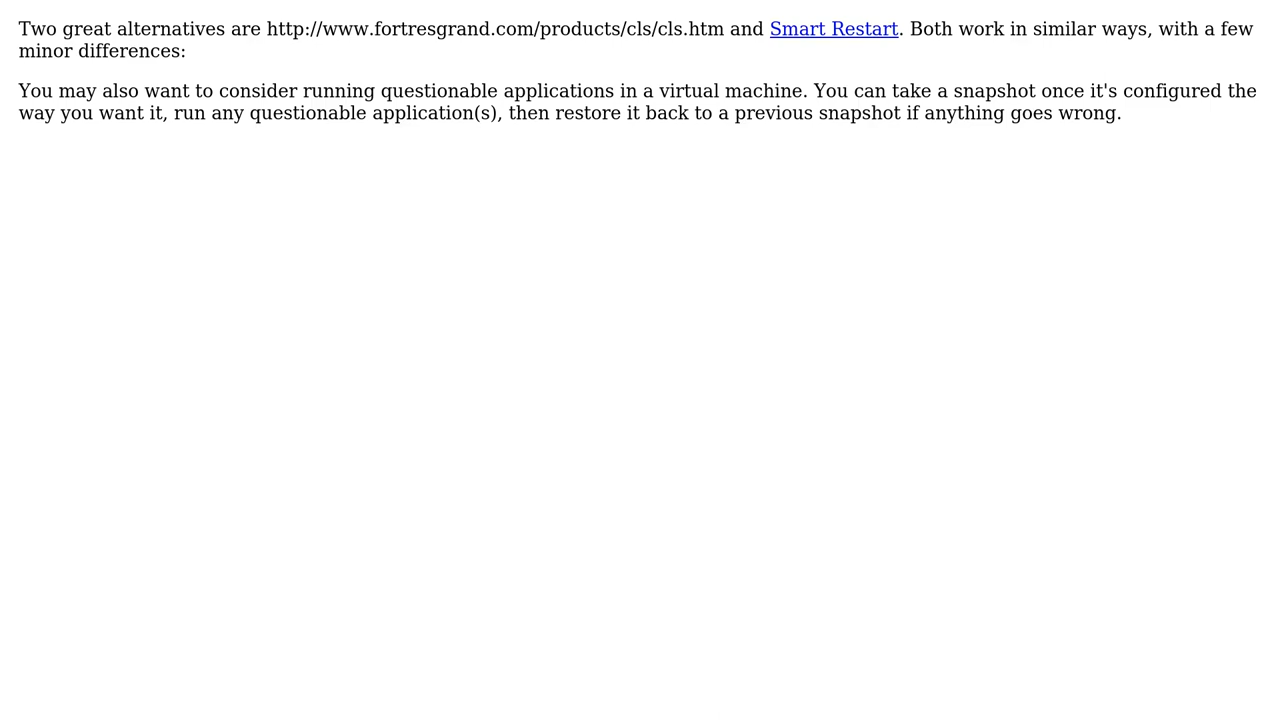 Two great alternatives are http://www.fortresgrand.com/products/cls/cls.htm and Smart Restart. Both work in similar ways, with a few
minor differences:
You may also want to consider running questionable applications in a virtual machine. You can take a snapshot once it's configured the
way you want it, run any questionable application(s), then restore it back to a previous snapshot if anything goes wrong.